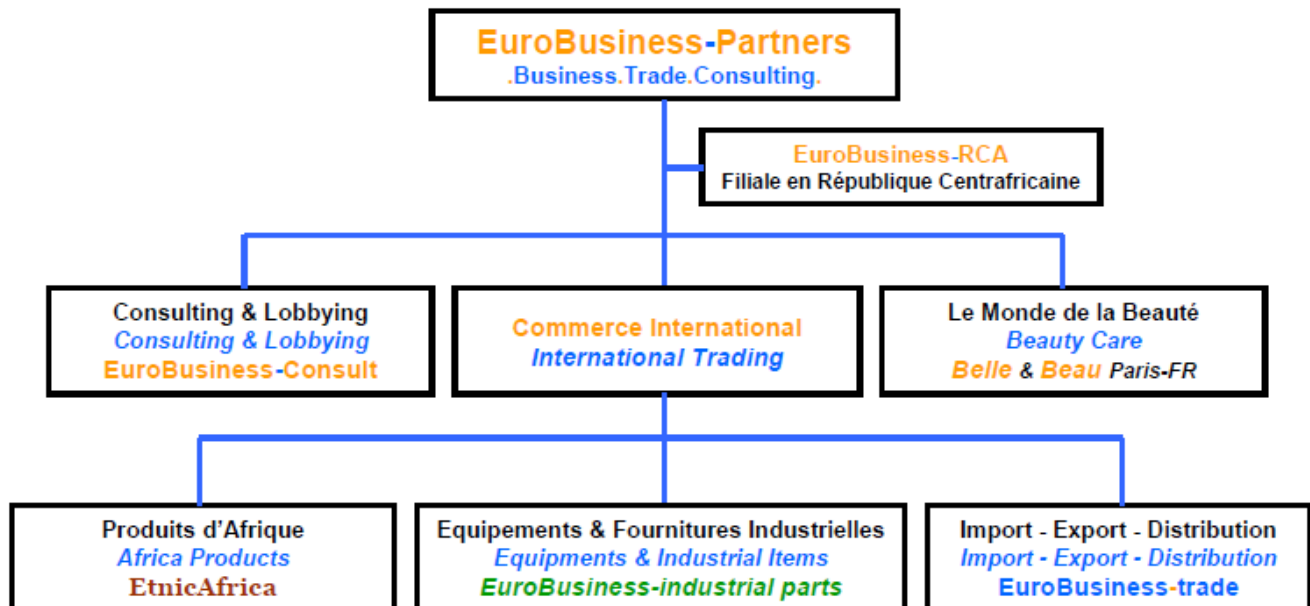 EuroBusiness-Partners
.Business.Trade.Consulting.
EuroBusiness-RCA
Filiale en République Centrafricaine
Consulting & Lobbying
Consulting & Lobbying
EuroBusiness-Consult
Commerce International
International Trading
Le Monde de la Beauté
Beauty Care
Belle & Beau Paris-FR
Produits d'Afrique
Africa Products
EtnicAfrica
Equipements & Fournitures Industrielles
Equipments & Industrial Items
EuroBusiness-industrial parts
Import - Export - Distribution
Import - Export - Distribution
EuroBusiness-trade